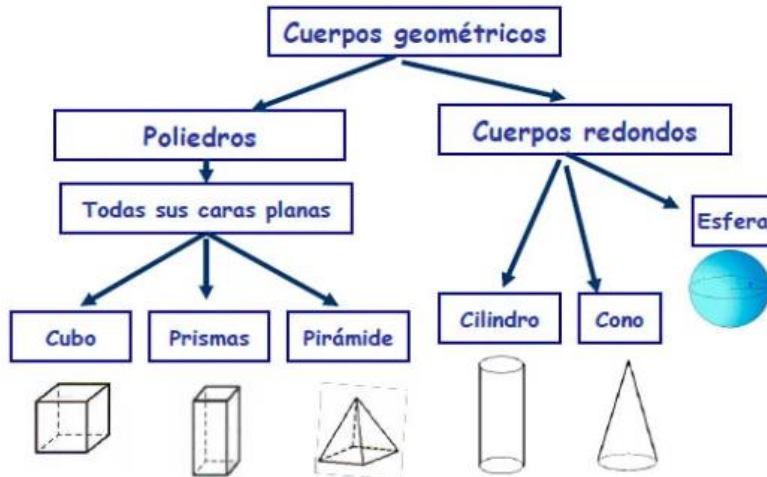 Cuerpos geométricos
Poliedros
Cuerpos redondos
Todas sus caras planas
Esfera
Cubo
Prismas
Pirámide
Cilindro
Cono